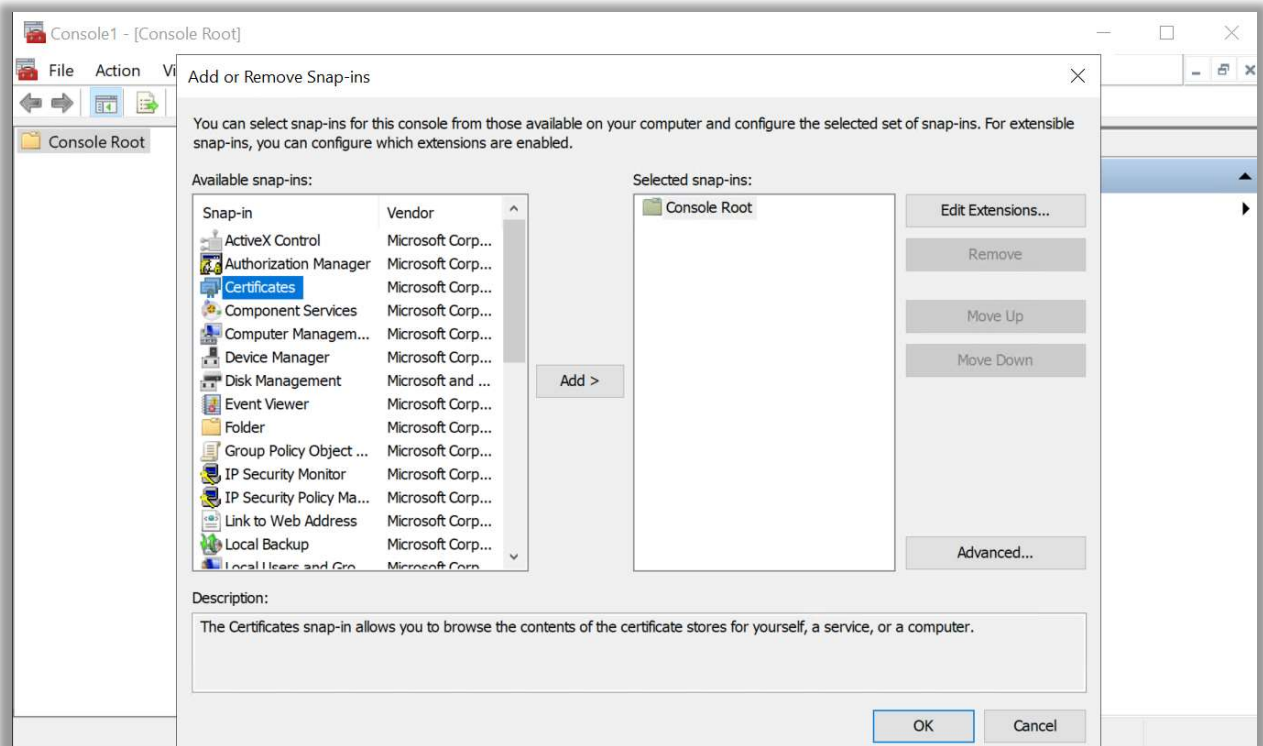 Console1 - [Console Root]
File Action Vi
Add or Remove Snap-ins
Console Root
You can select snap-ins for this console from those available on your computer and configure the selected set of snap-ins. For extensible
snap-ins, you can configure which extensions are enabled.
Available snap-ins:
Snap-in Vendor
ActiveX Control Microsoft Corp...
Authorization Manager Microsoft Corp...
Certificates Microsoft Corp...
Component Services Microsoft Corp...
Computer Managem... Microsoft Corp...
Device Manager Microsoft Corp...
Disk Management Microsoft and ...
Event Viewer Microsoft Corp...
Folder Microsoft Corp...
Group Policy Object ... Microsoft Corp...
IP Security Monitor Microsoft Corp...
IP Security Policy Ma... Microsoft Corp...
Link to Web Address Microsoft Corp...
Local Backup Microsoft Corp...
Local Users and Gro Microsoft Corp
Add >
Selected snap-ins:
Console Root
Edit Extensions...
Remove
Move Up
Move Down
Advanced...
Description:
The Certificates snap-in allows you to browse the contents of the certificate stores for yourself, a service, or a computer.
OK Cancel